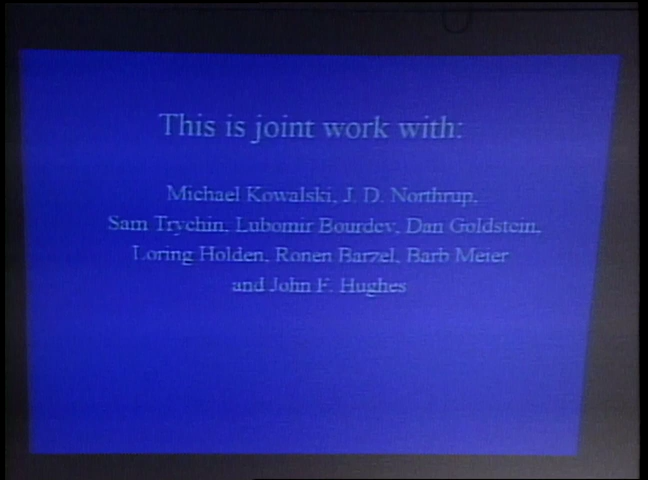 This is joint work with:
Michael Kowalski, J. D. Northrup,
Sam Trychin, Lubomir Bourdev, Dan Goldstein,
Loring Holden, Ronen Barzel, Barb Meier
and John F. Hughes